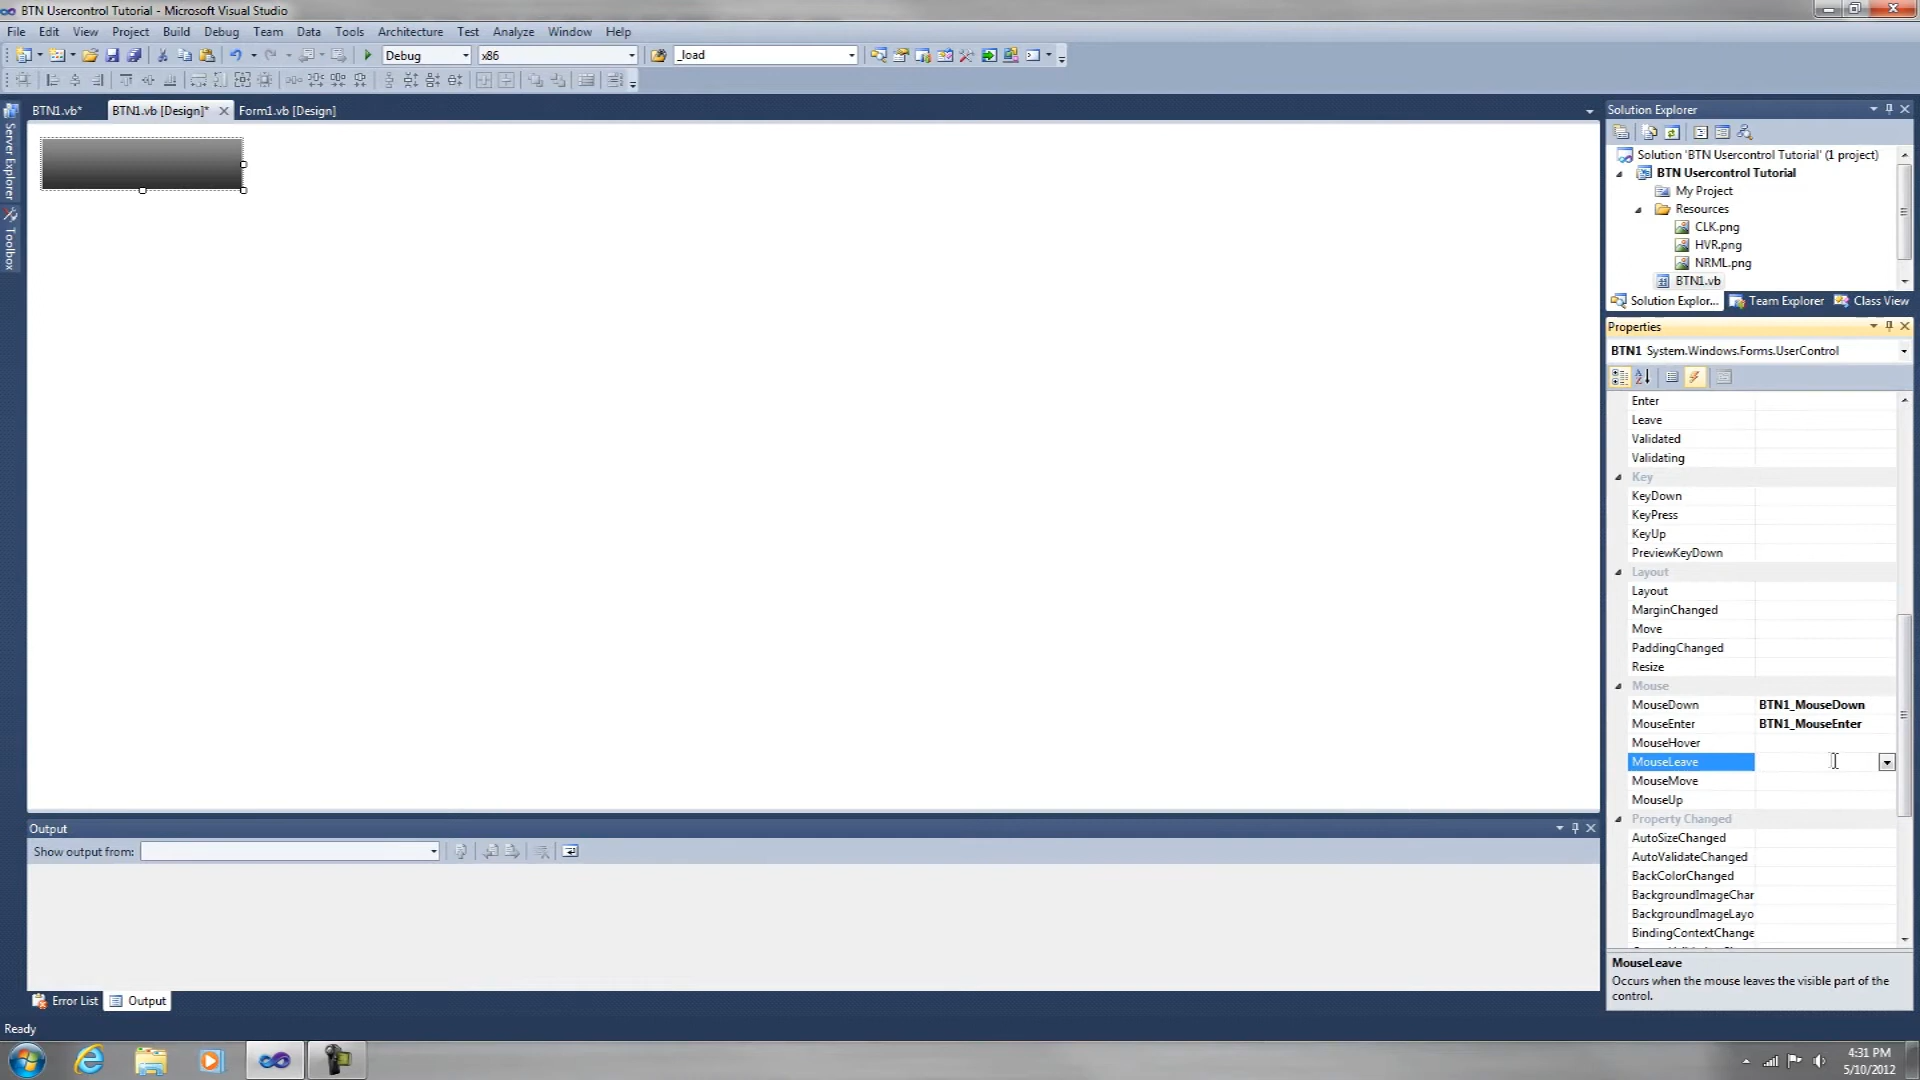 BTN Usercontrol Tutorial - Microsoft Visual Studio
File Edit View Project Build Debug Team Data Tools Architecture Test Analyze Window Help
Debug x86 _load
BTN1.vb* BTN1.vb [Design]* Form1.vb [Design]
Server Explorer
Toolbox
Solution Explorer
Solution 'BTN Usercontrol Tutorial' (1 project)
BTN Usercontrol Tutorial
My Project
Resources
CLK.png
HVR.png
NRML.png
BTN1.vb
Solution Explor... Team Explorer Class View
Properties
BTN1 System.Windows.Forms.UserControl
Enter
Leave
Validated
Validating
Key
KeyDown
KeyPress
KeyUp
PreviewKeyDown
Layout
Layout
MarginChanged
Move
PaddingChanged
Resize
Mouse
MouseDown BTN1_MouseDown
MouseEnter BTN1_MouseEnter
MouseHover
MouseLeave
MouseMove
MouseUp
Property Changed
AutoSizeChanged
AutoValidateChanged
BackColorChanged
BackgroundImageChar
BackgroundImageLayo
BindingContextChange
MouseLeave
Occurs when the mouse leaves the visible part of the
control.
Output
Show output from:
Error List Output
Ready
4:31 PM
5/10/2012